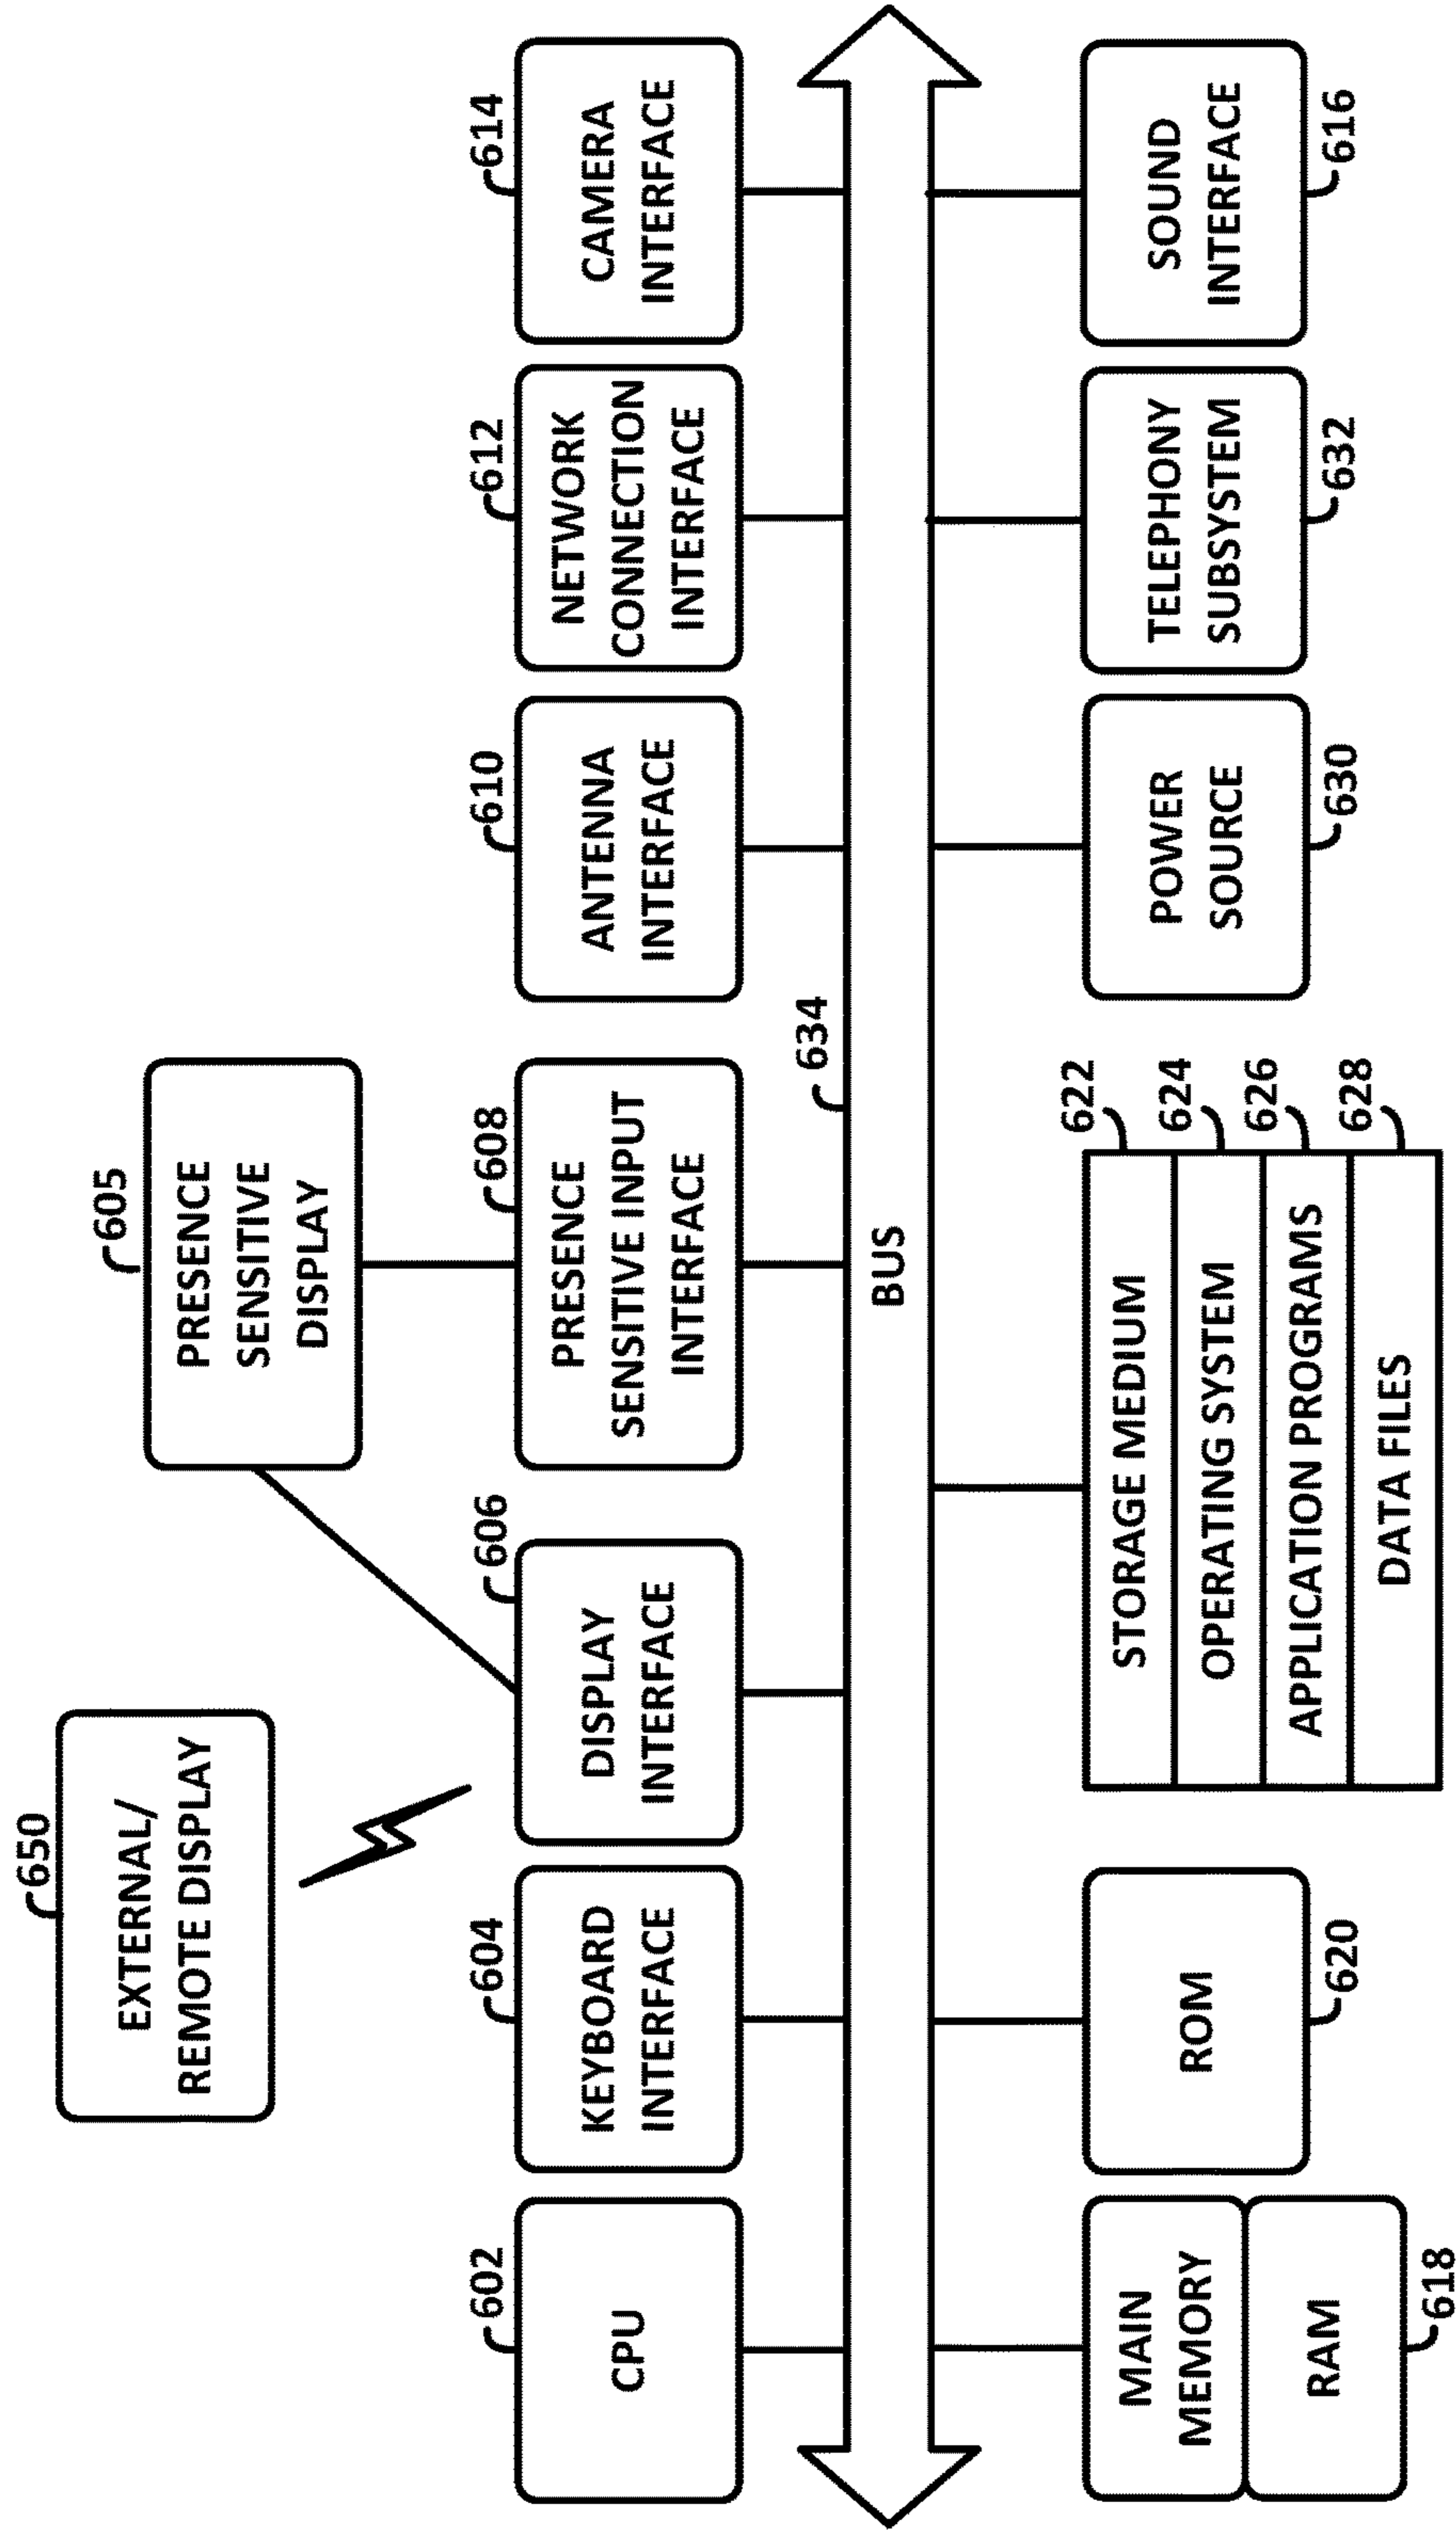 650
EXTERNAL/
REMOTE DISPLAY
605
PRESENCE
SENSITIVE
DISPLAY
602
CPU
604
KEYBOARD
INTERFACE
606
DISPLAY
INTERFACE
608
PRESENCE
SENSITIVE INPUT
INTERFACE
610
ANTENNA
INTERFACE
612
NETWORK
CONNECTION
INTERFACE
614
CAMERA
INTERFACE
634
BUS
MAIN
MEMORY
RAM
618
ROM
620
STORAGE MEDIUM
622
OPERATING SYSTEM
624
APPLICATION PROGRAMS
626
DATA FILES
628
POWER
SOURCE
630
TELEPHONY
SUBSYSTEM
632
SOUND
INTERFACE
616